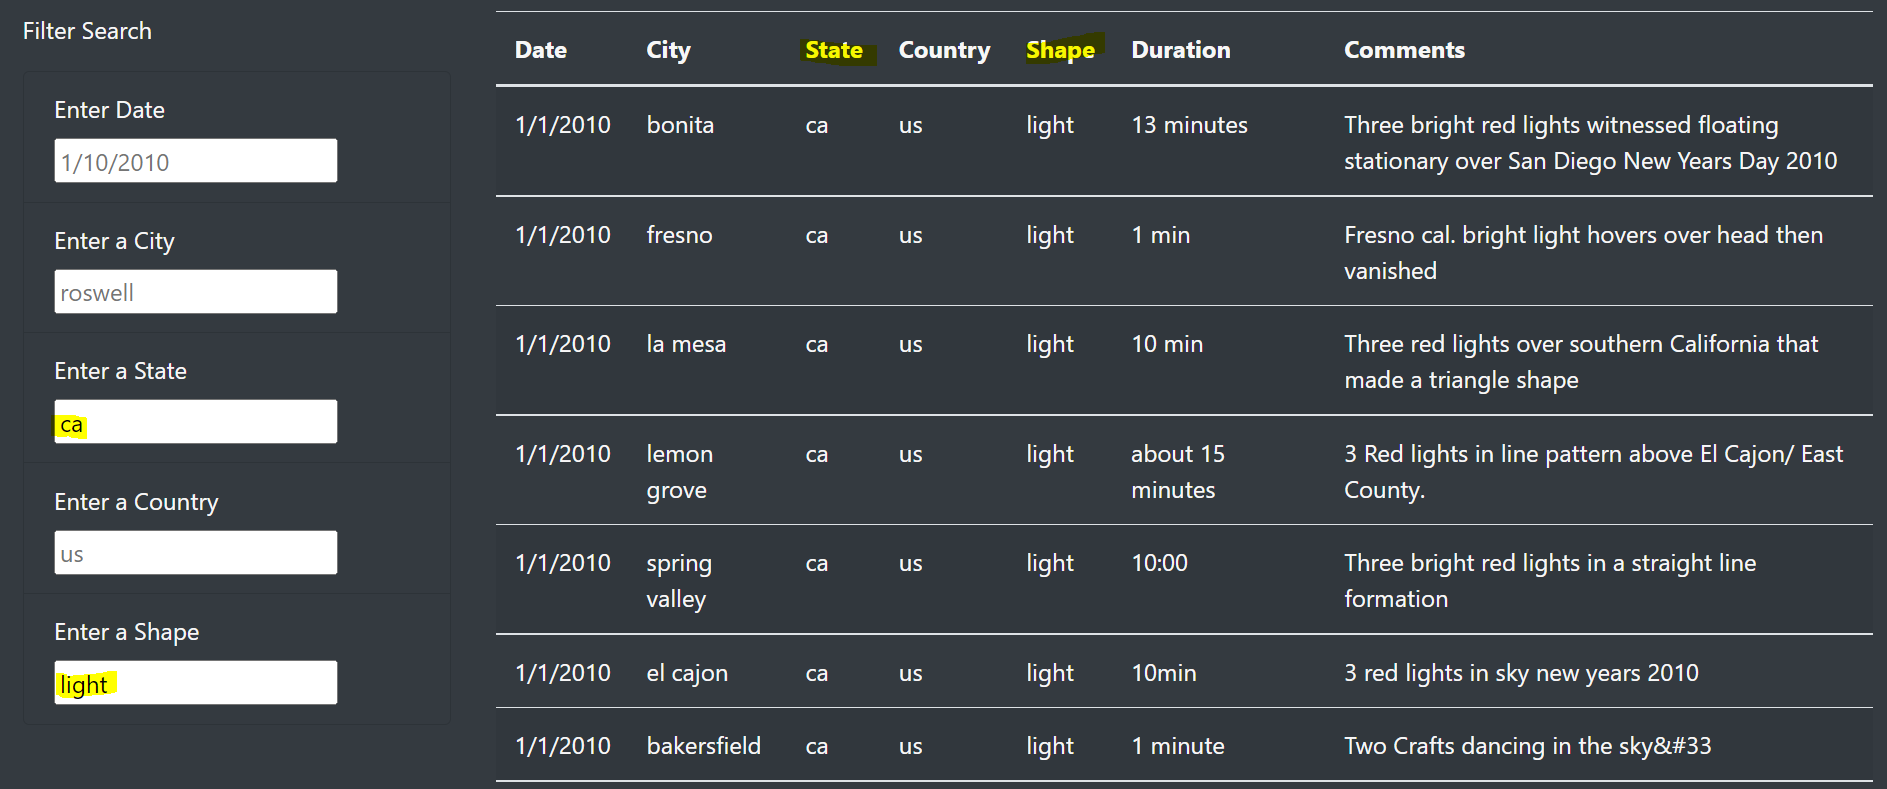 Filter Search
Enter Date
1/10/2010
Enter a City
roswell
Enter a State
ca
Enter a Country
us
Enter a Shape
light
Date City State Country Shape Duration Comments
1/1/2010 bonita ca us light 13 minutes Three bright red lights witnessed floating
stationary over San Diego New Years Day 2010
1/1/2010 fresno ca us light 1 min Fresno cal. bright light hovers over head then
vanished
1/1/2010 la mesa ca us light 10 min Three red lights over southern California that
made a triangle shape
1/1/2010 lemon ca us light about 15 3 Red lights in line pattern above El Cajon/ East
grove minutes County.
1/1/2010 spring ca us light 10:00 Three bright red lights in a straight line
valley formation
1/1/2010 el cajon ca us light 10min 3 red lights in sky new years 2010
1/1/2010 bakersfield ca us light 1 minute Two Crafts dancing in the sky&#33